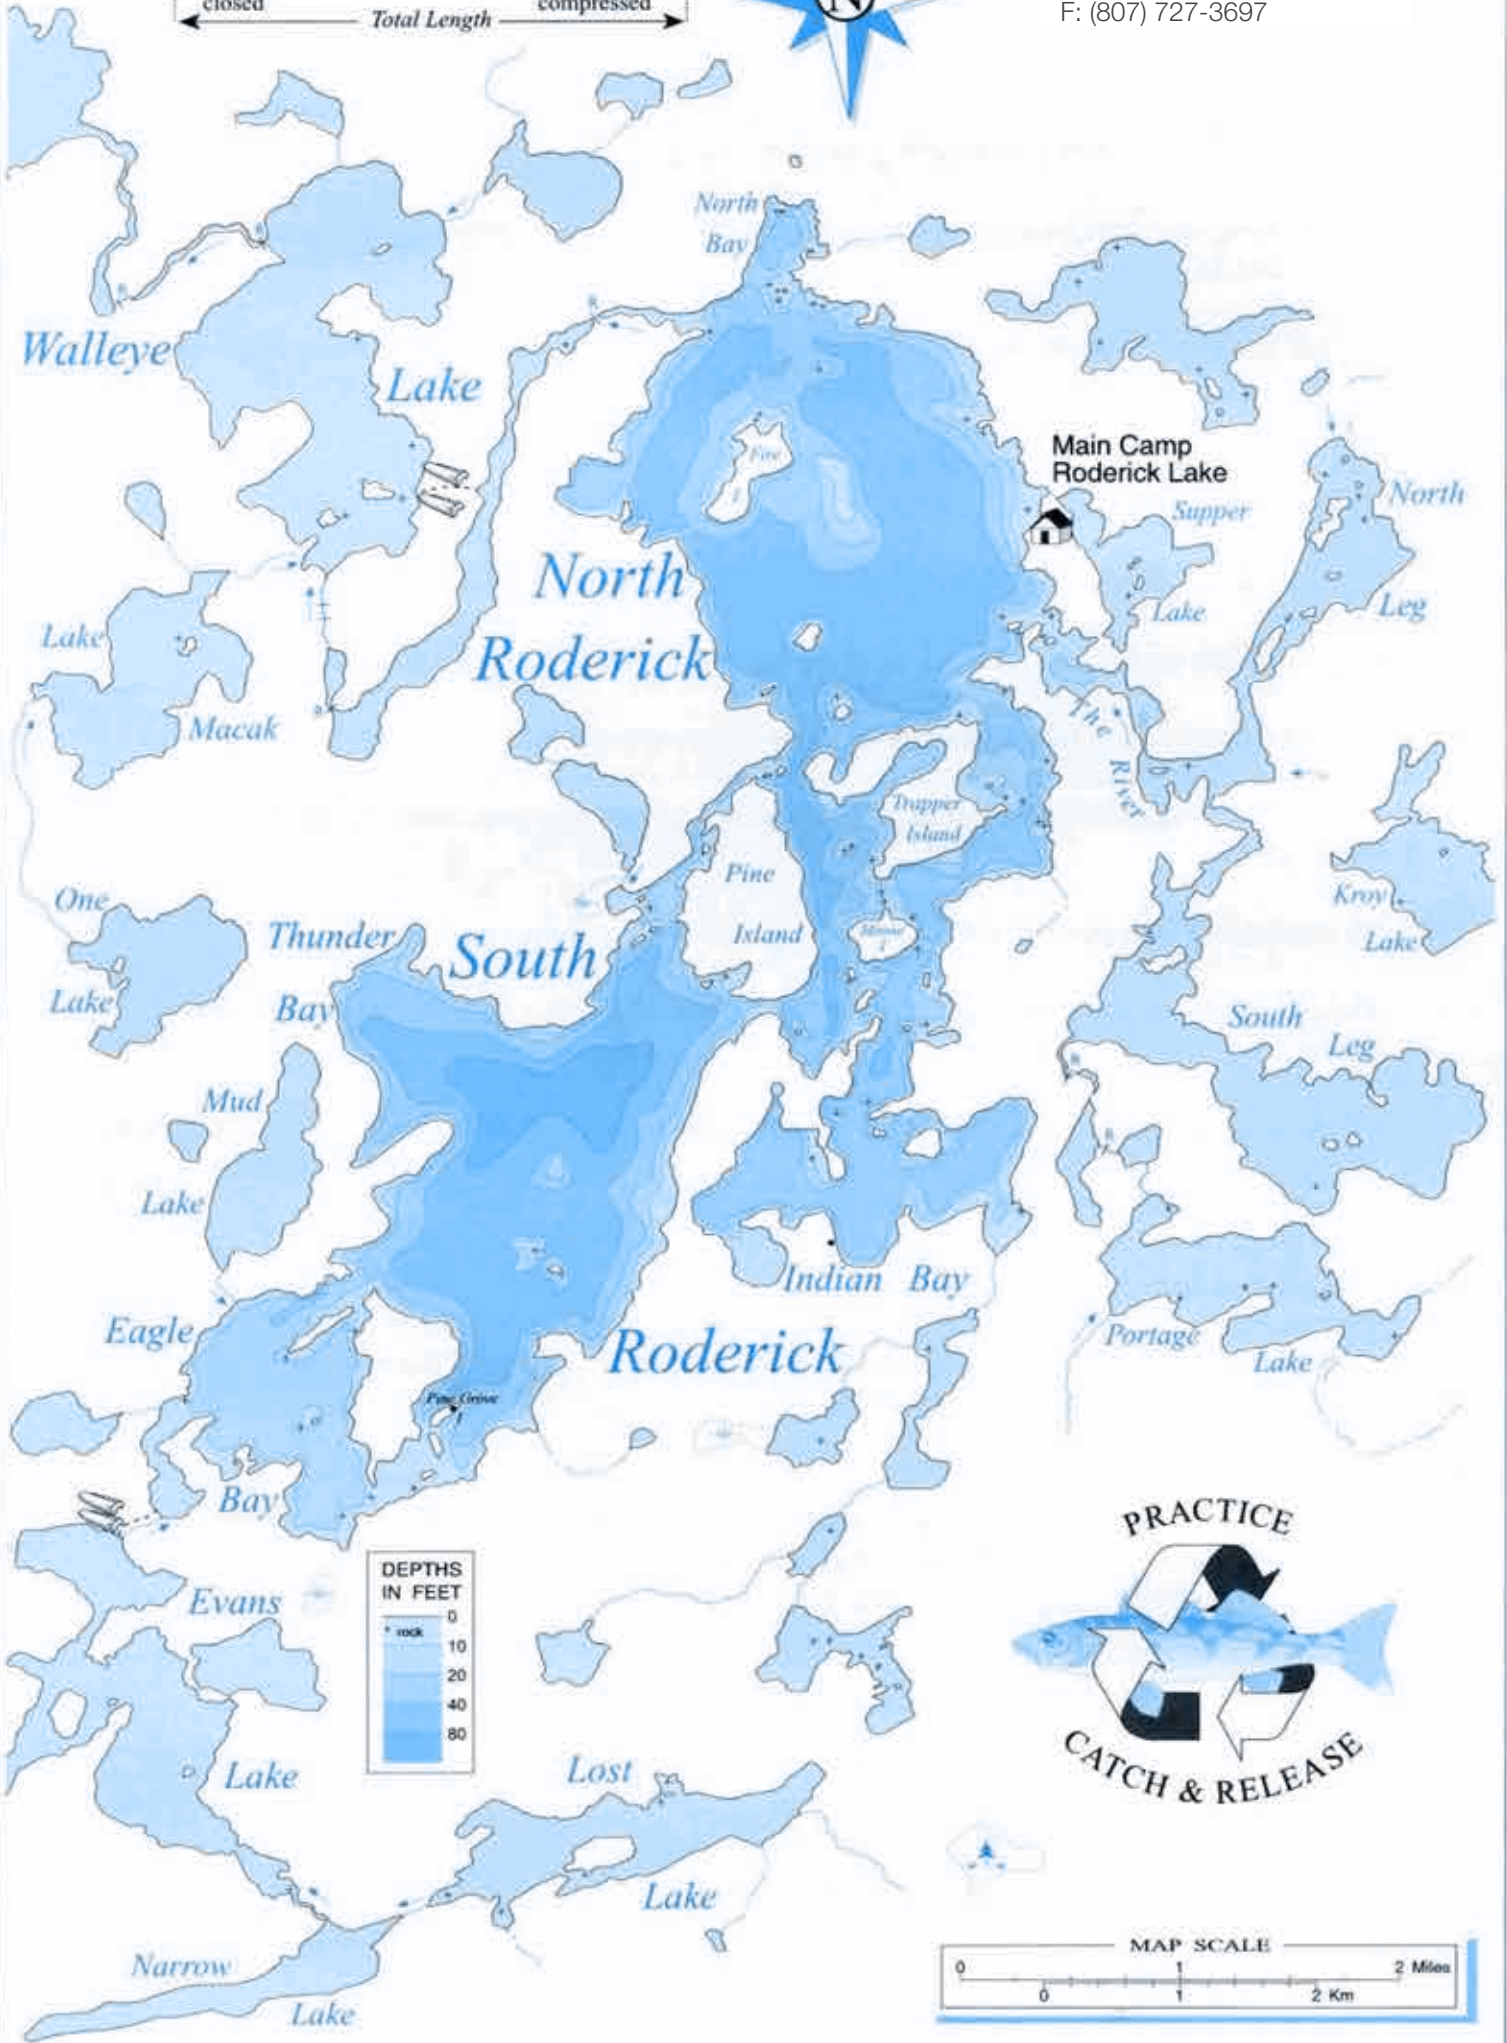 closed compressed
Total Length
N
F: (807) 727-3697
North
Bay
Walleye
Lake
R
R
R
Fire
I
Main Camp
Roderick Lake
North
Leg
Supper
Lake
North
Roderick
Lake
Macak
The
River
Trapper
Island
Pine
Island
Kroy
Lake
One
Lake
Thunder
Bay
South
South
Leg
R
R
Mud
Lake
Indian Bay
Eagle
Bay
Roderick
Portage
Lake
Pine Grove
I
Evans
Lake
DEPTHS
IN FEET
0
rock
10
20
40
80
PRACTICE
CATCH & RELEASE
Lost
Lake
Narrow
Lake
MAP SCALE
0 1 2 Miles
0 1 2 Km